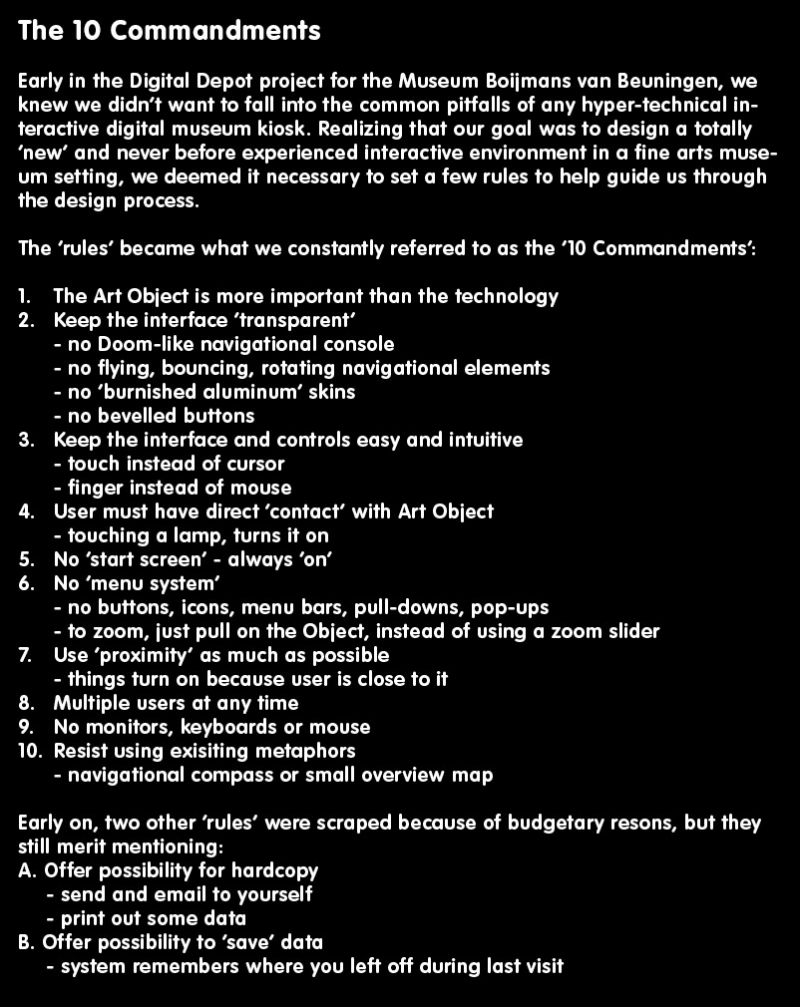 The 10 Commandments
Early in the Digital Depot project for the Museum Boijmans van Beuningen, we
knew we didn't want to fall into the common pitfalls of any hyper-technical in-
teractive digital museum kiosk. Realizing that our goal was to design a totally
'new' and never before experienced interactive environment in a fine arts muse-
um setting, we deemed it necessary to set a few rules to help guide us through
the design process.
The 'rules' became what we constantly referred to as the '10 Commandments':
1. The Art Object is more important than the technology
2. Keep the interface 'transparent'
- no Doom-like navigational console
- no flying, bouncing, rotating navigational elements
- no 'burnished aluminum' skins
- no bevelled buttons
3. Keep the interface and controls easy and intuitive
- touch instead of cursor
- finger instead of mouse
4. User must have direct 'contact' with Art Object
- touching a lamp, turns it on
5. No 'start screen' - always 'on'
6. No 'menu system'
- no buttons, icons, menu bars, pull-downs, pop-ups
- to zoom, just pull on the Object, instead of using a zoom slider
7. Use 'proximity' as much as possible
- things turn on because user is close to it
8. Multiple users at any time
9. No monitors, keyboards or mouse
10. Resist using exisiting metaphors
- navigational compass or small overview map
Early on, two other 'rules' were scraped because of budgetary resons, but they
still merit mentioning:
A. Offer possibility for hardcopy
- send and email to yourself
- print out some data
B. Offer possibility to 'save' data
- system remembers where you left off during last visit